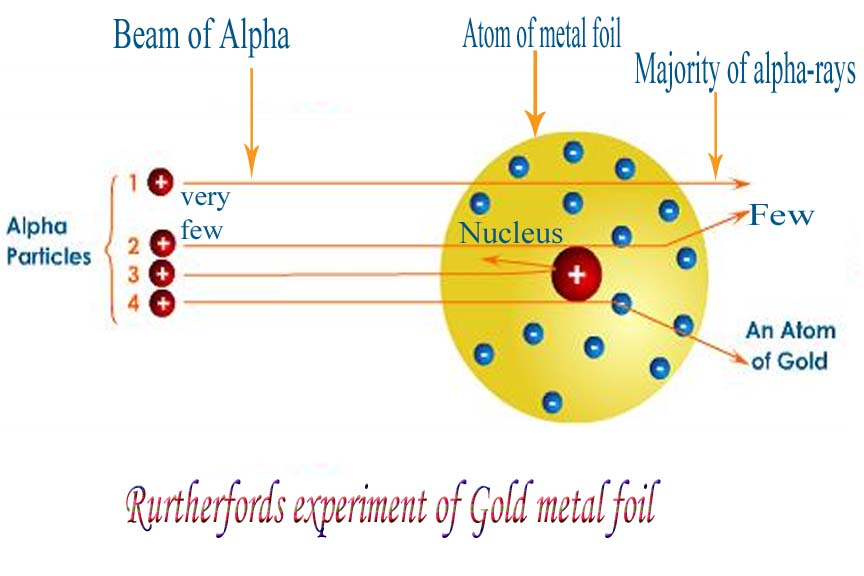 Beam of Alpha
Atom of metal foil
Majority of alpha-rays
1 +
very
few
2 +
3 +
4 +
Alpha
Particles
Few
Nucleus
+
- - - - - - - - - - - - - - -
An Atom
of Gold
Rurtherfords experiment of Gold metal foil